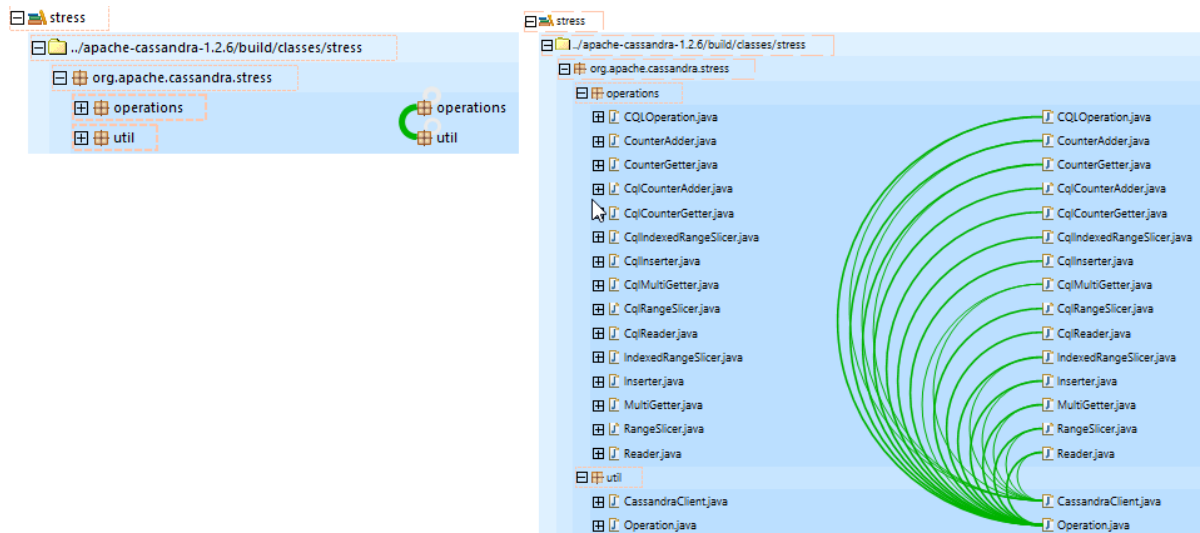 stress
../apache-cassandra-1.2.6/build/classes/stress
org.apache.cassandra.stress
operations operations
util util
stress
../apache-cassandra-1.2.6/build/classes/stress
org.apache.cassandra.stress
operations
CQLOperation.java CQLOperation.java
CounterAdder.java CounterAdder.java
CounterGetter.java CounterGetter.java
CqlCounterAdder.java CqlCounterAdder.java
CqlCounterGetter.java CqlCounterGetter.java
CqlIndexedRangeSlicer.java CqlIndexedRangeSlicer.java
CqlInserter.java CqlInserter.java
CqlMultiGetter.java CqlMultiGetter.java
CqlRangeSlicer.java CqlRangeSlicer.java
CqlReader.java CqlReader.java
IndexedRangeSlicer.java IndexedRangeSlicer.java
Inserter.java Inserter.java
MultiGetter.java MultiGetter.java
RangeSlicer.java RangeSlicer.java
Reader.java Reader.java
util
CassandraClient.java CassandraClient.java
Operation.java Operation.java